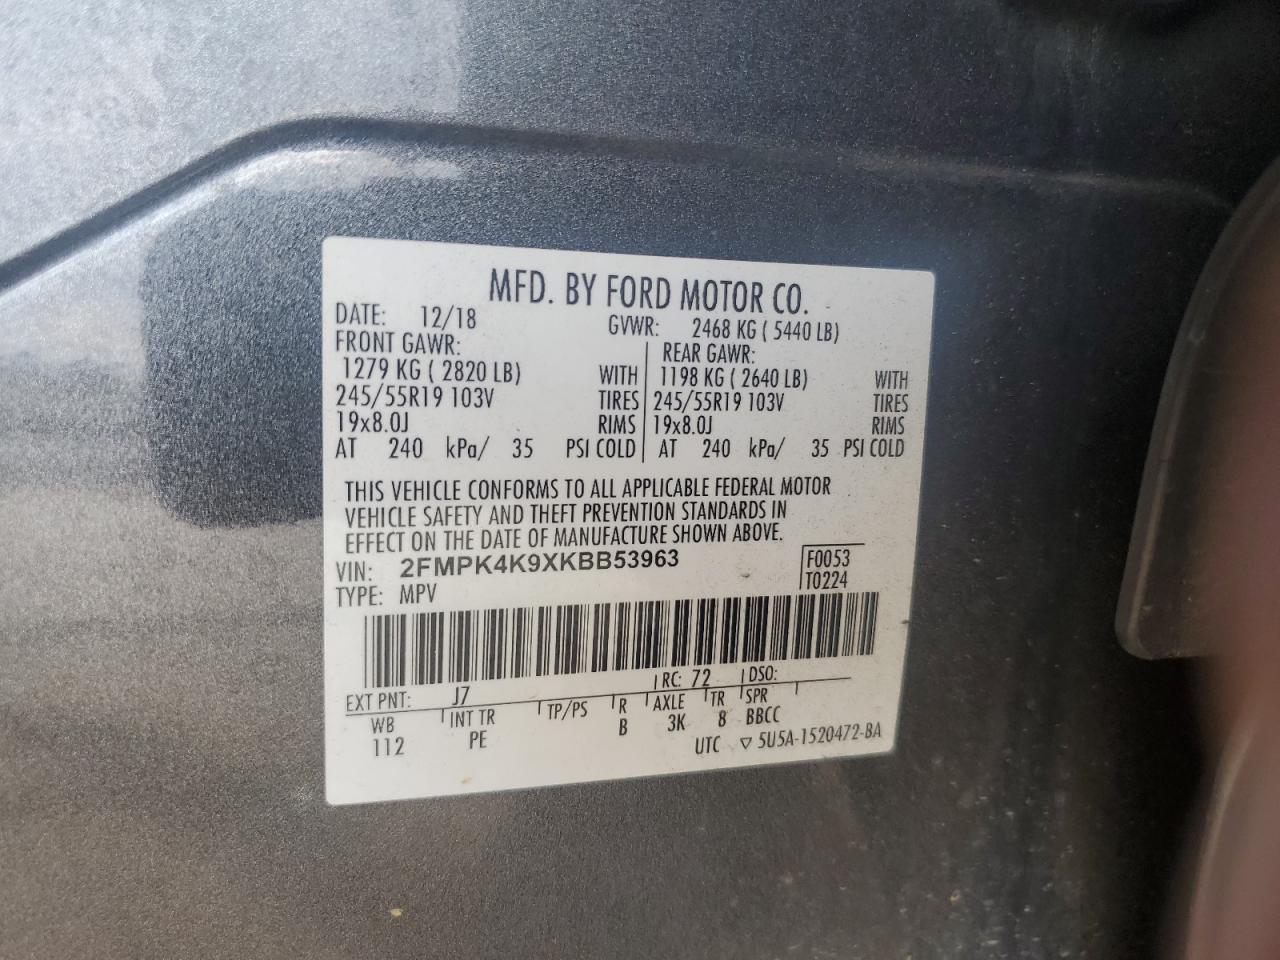 MFD. BY FORD MOTOR CO.
DATE: 12/18 GVWR: 2468 KG ( 5440 LB)
FRONT GAWR: REAR GAWR:
1279 KG ( 2820 LB) WITH 1198 KG ( 2640 LB) WITH
245/55R19 103V TIRES 245/55R19 103V TIRES
19x8.0J RIMS 19x8.0J RIMS
AT 240 kPa/ 35 PSI COLD AT 240 kPa/ 35 PSI COLD
THIS VEHICLE CONFORMS TO ALL APPLICABLE FEDERAL MOTOR
VEHICLE SAFETY AND THEFT PREVENTION STANDARDS IN
EFFECT ON THE DATE OF MANUFACTURE SHOWN ABOVE.
VIN: 2FMPK4K9XKBB53963 F0053
TYPE: MPV T0224
EXT PNT: J7 RC: 72 DSO:
WB INT TR TP/PS R AXLE TR SPR
112 PE B 3K 8 BBCC
UTC ▽ 5U5A-1520472-BA